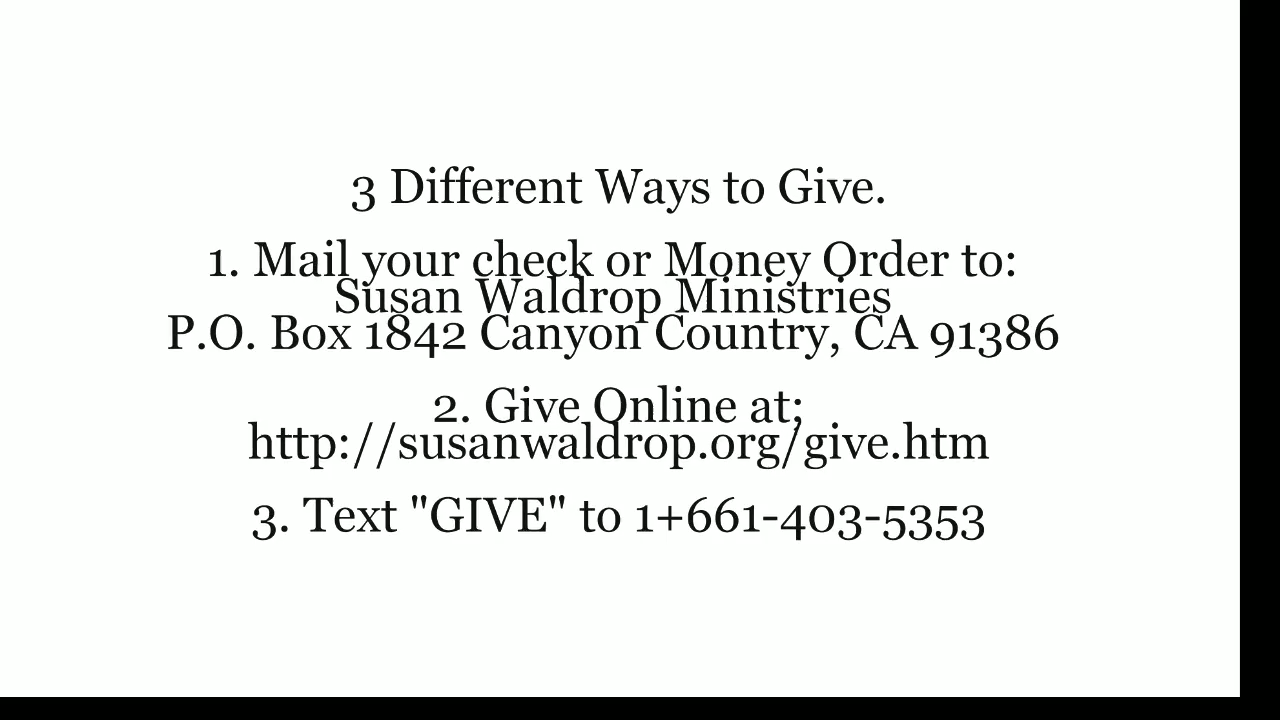 3 Different Ways to Give.
1. Mail your check or Money Order to:
Susan Waldrop Ministries
P.O. Box 1842 Canyon Country, CA 91386
2. Give Online at;
http://susanwaldrop.org/give.htm
3. Text "GIVE" to 1+661-403-5353